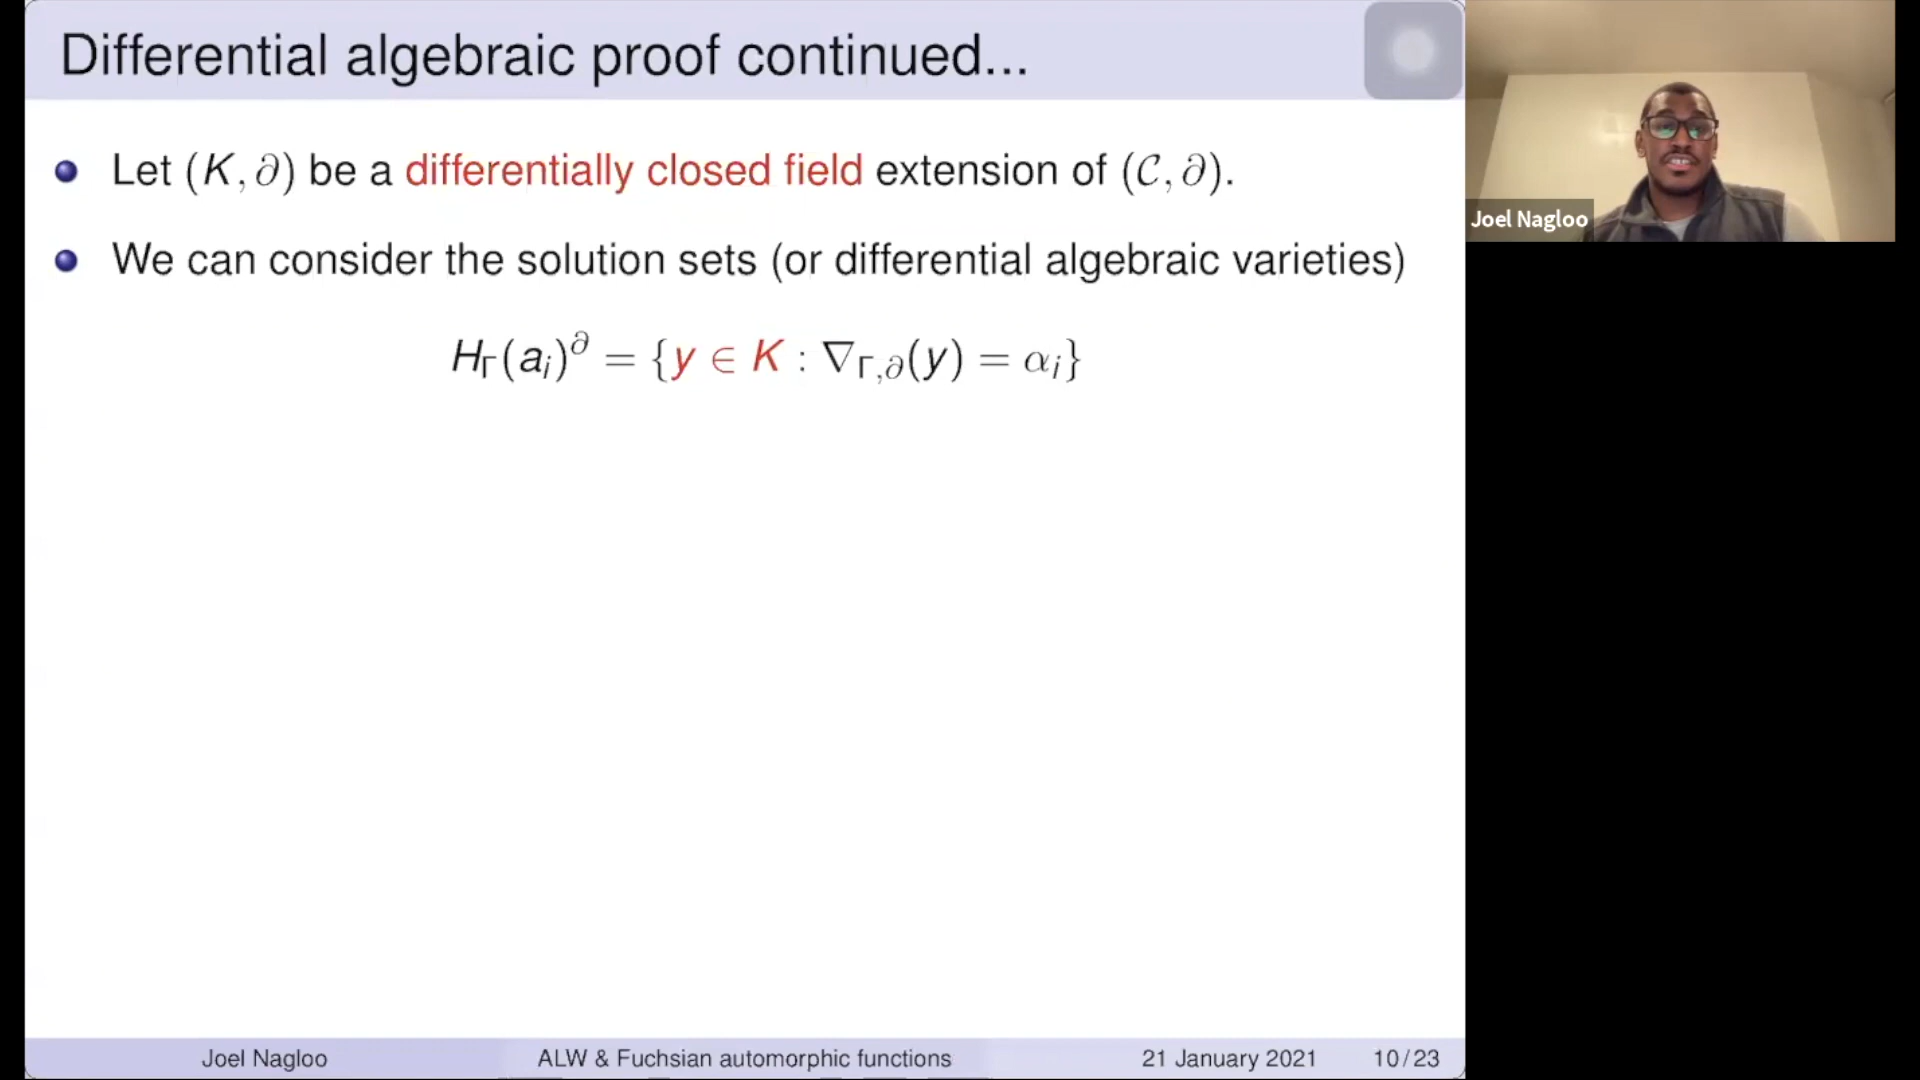 Differential algebraic proof continued...
Let (K, ∂) be a differentially closed field extension of (𝒞, ∂).
We can consider the solution sets (or differential algebraic varieties)
H_Γ(a_i)^∂ = {y ∈ K : ∇_{Γ,∂}(y) = α_i}
Joel Nagloo ALW & Fuchsian automorphic functions 21 January 2021 10/23
Joel Nagloo